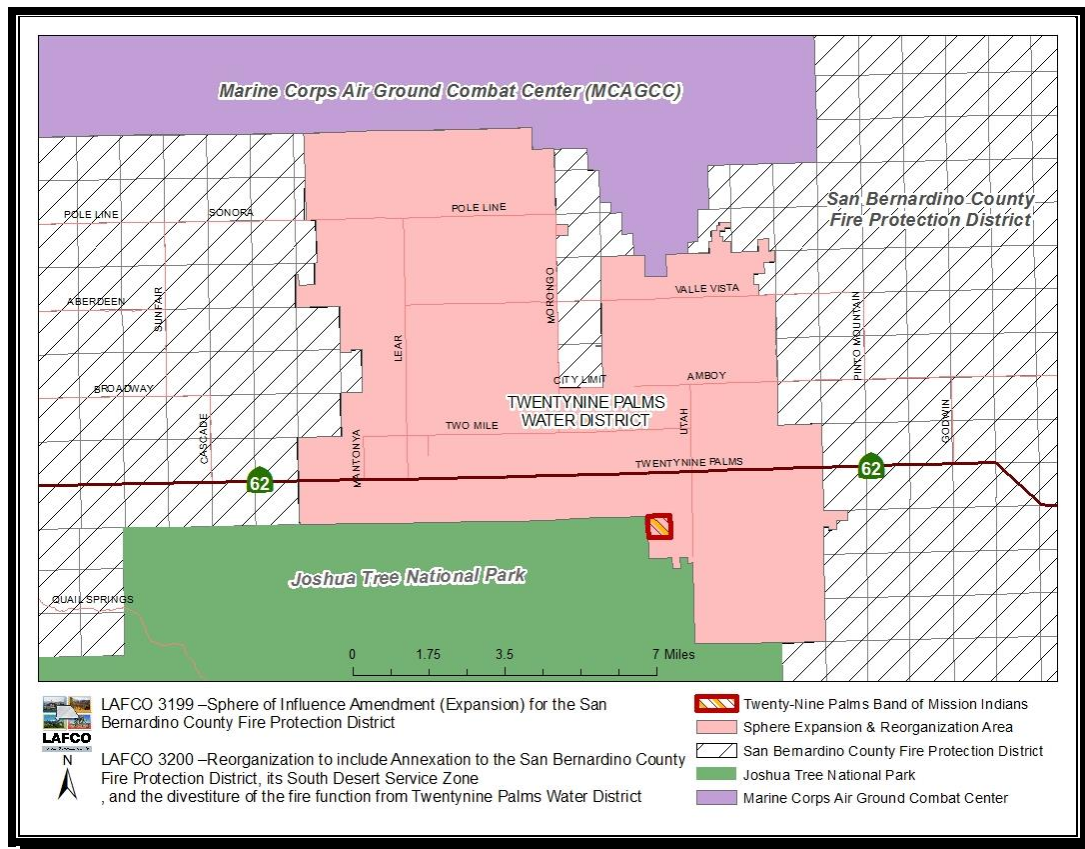 Marine Corps Air Ground Combat Center (MCAGCC)
San Bernardino County
Fire Protection District
POLE LINE
SONORA
POLE LINE
ABERDEEN
SUNFAIR
MORONGO
VALLE VISTA
PINTO MOUNTAIN
LEAR
BROADWAY
CITY LIMIT
AMBOY
TWENTYNINE PALMS
WATER DISTRICT
CASCADE
MANTONYA
TWO MILE
UTAH
GODWIN
TWENTYNINE PALMS
62
62
Joshua Tree National Park
QUAIL SPRINGS
0 1.75 3.5 7 Miles
LAFCO
N
LAFCO 3199 –Sphere of Influence Amendment (Expansion) for the San
Bernardino County Fire Protection District
LAFCO 3200 –Reorganization to include Annexation to the San Bernardino County
Fire Protection District, its South Desert Service Zone
, and the divestiture of the fire function from Twentynine Palms Water District
Twenty-Nine Palms Band of Mission Indians
Sphere Expansion & Reorganization Area
San Bernardino County Fire Protection District
Joshua Tree National Park
Marine Corps Air Ground Combat Center